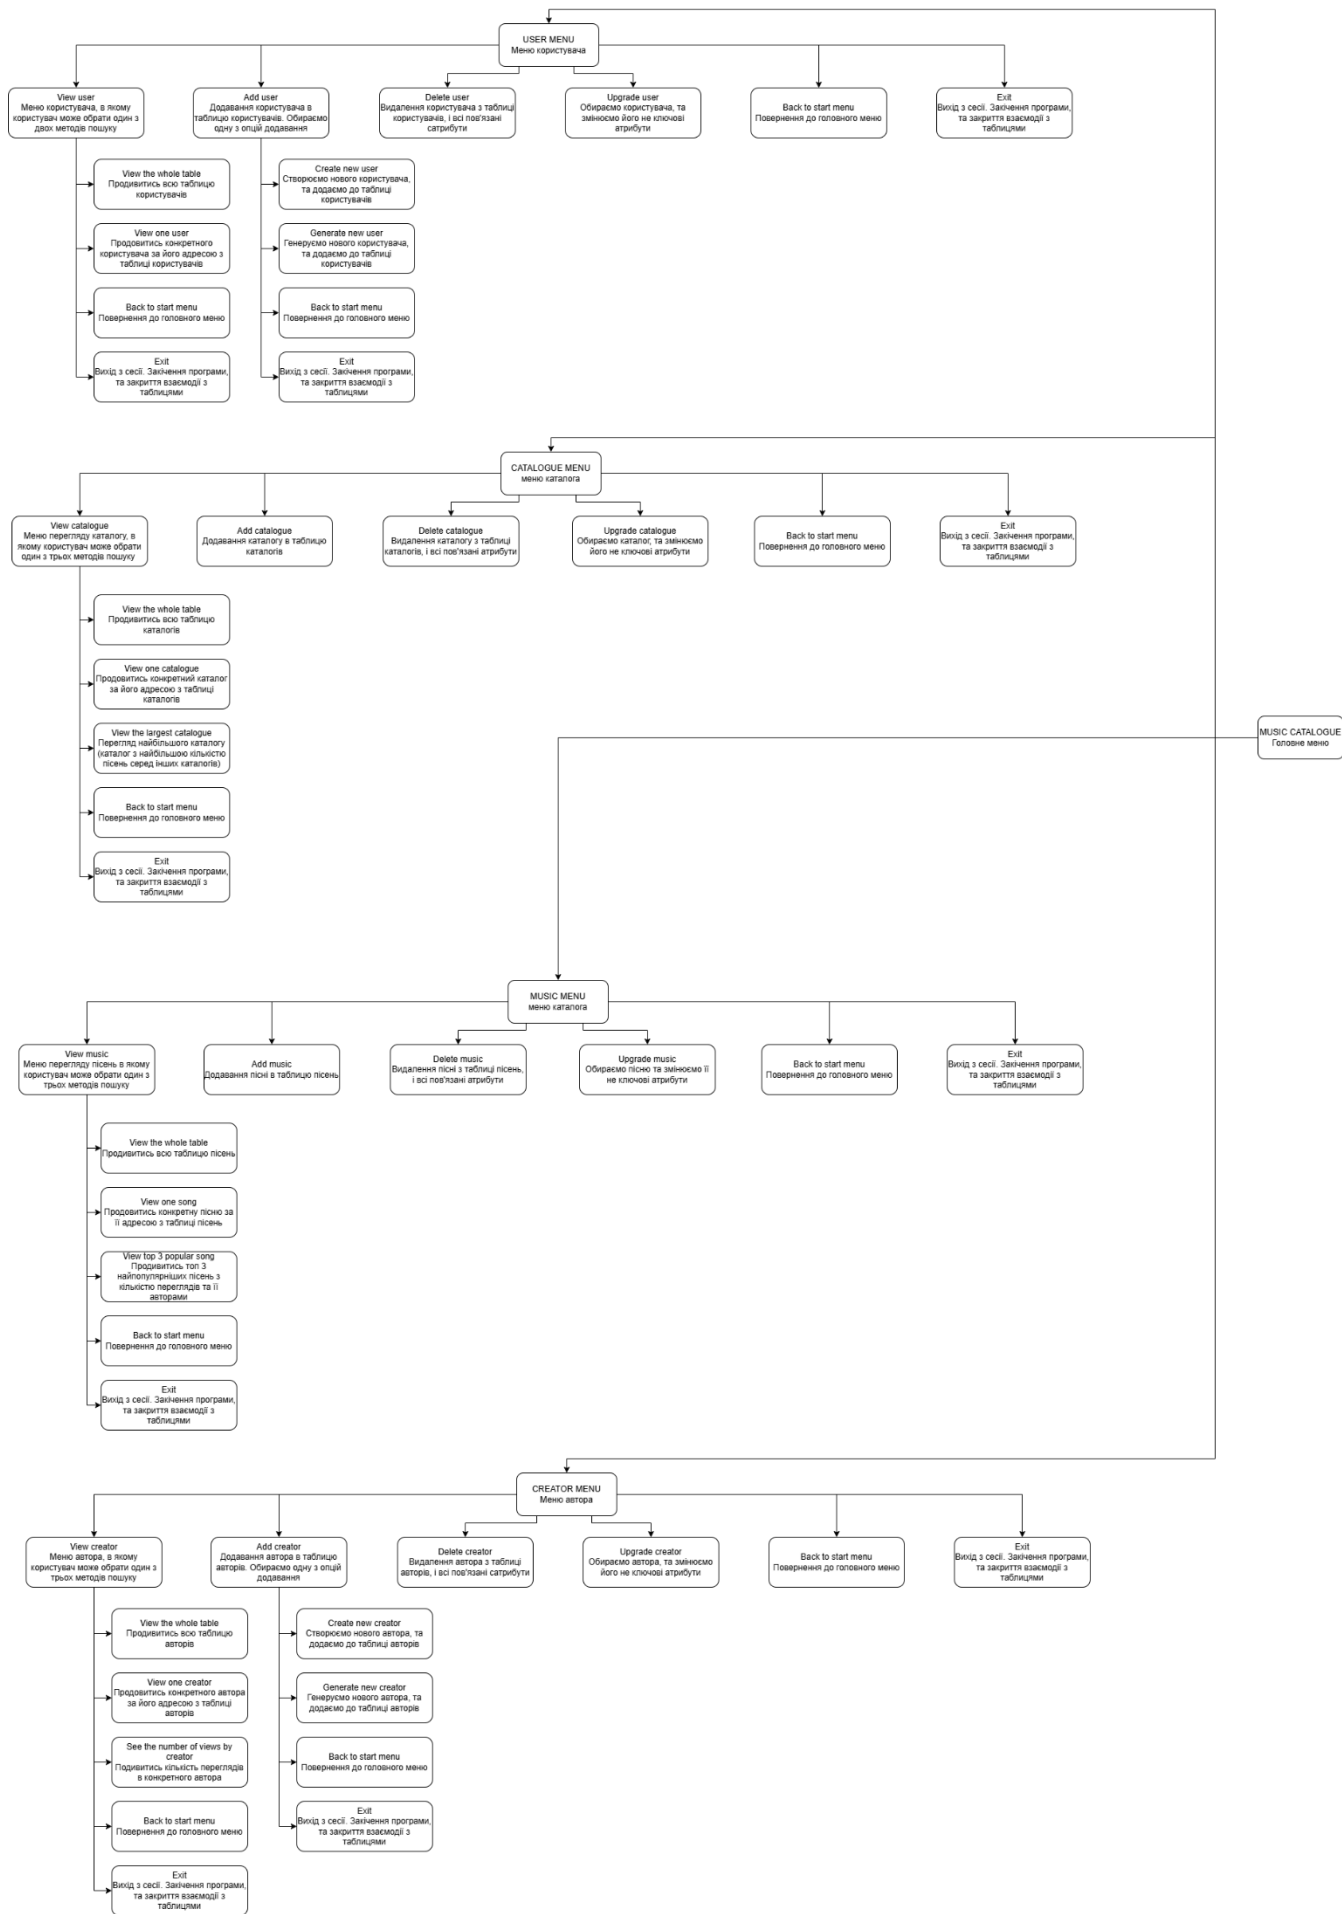 USER MENU
Меню користувача
View user
Меню користувача, в якому
користувач може обрати один з
двох методів пошуку
Add user
Додавання користувача в
таблицю користувачів. Обираємо
одну з опцій додавання
Delete user
Видалення користувача з таблиці
користувачів, і всі пов'язані
сатрибути
Upgrade user
Обираємо користувача, та
змінюємо його не ключові
атрибути
Back to start menu
Повернення до головного меню
Exit
Вихід з сесії. Закічення програми,
та закриття взаємодії з
таблицями
View the whole table
Продивитись всю таблицю
користувачів
Create new user
Створюємо нового користувача,
та додаємо до таблиці
користувачів
View one user
Продовитись конкретного
користувача за його адресою з
таблиці користувачів
Generate new user
Генеруємо нового користувача,
та додаємо до таблиці
користувачів
Back to start menu
Повернення до головного меню
Back to start menu
Повернення до головного меню
Exit
Вихід з сесії. Закічення програми,
та закриття взаємодії з
таблицями
Exit
Вихід з сесії. Закічення програми,
та закриття взаємодії з
таблицями
CATALOGUE MENU
меню каталога
View catalogue
Меню перегляду каталогу, в
якому користувач може обрати
один з трьох методів пошуку
Add catalogue
Додавання каталогу в таблицю
каталогів
Delete catalogue
Видалення каталогу з таблиці
каталогів, і всі пов'язані атрибути
Upgrade catalogue
Обираємо каталог, та змінюємо
його не ключові атрибути
Back to start menu
Повернення до головного меню
Exit
Вихід з сесії. Закічення програми,
та закриття взаємодії з
таблицями
View the whole table
Продивитись всю таблицю
каталогів
View one catalogue
Продовитись конкретний каталог
за його адресою з таблиці
каталогів
View the largest catalogue
Перегляд найбільшого каталогу
(каталог з найбільшою кількістю
пісень серед інших каталогів)
Back to start menu
Повернення до головного меню
Exit
Вихід з сесії. Закічення програми,
та закриття взаємодії з
таблицями
MUSIC CATALOGUE
Головне меню
MUSIC MENU
меню каталога
View music
Меню перегляду пісень в якому
користувач може обрати один з
трьох методів пошуку
Add music
Додавання пісні в таблицю пісень
Delete music
Видалення пісні з таблиці пісень,
і всі пов'язані атрибути
Upgrade music
Обираємо пісню та змінюємо її
не ключові атрибути
Back to start menu
Повернення до головного меню
Exit
Вихід з сесії. Закічення програми,
та закриття взаємодії з
таблицями
View the whole table
Продивитись всю таблицю пісень
View one song
Продовитись конкретну пісню за
її адресою з таблиці пісень
View top 3 popular song
Продивитись топ 3
найпопулярніших пісень з
кількістю переглядів та її
авторами
Back to start menu
Повернення до головного меню
Exit
Вихід з сесії. Закічення програми,
та закриття взаємодії з
таблицями
CREATOR MENU
Меню автора
View creator
Меню автора, в якому
користувач може обрати один з
трьох методів пошуку
Add creator
Додавання автора в таблицю
авторів. Обираємо одну з опцій
додавання
Delete creator
Видалення автора з таблиці
авторів, і всі пов'язані сатрибути
Upgrade creator
Обираємо автора, та змінюємо
його не ключові атрибути
Back to start menu
Повернення до головного меню
Exit
Вихід з сесії. Закічення програми,
та закриття взаємодії з
таблицями
View the whole table
Продивитись всю таблицю
авторів
Create new creator
Створюємо нового автора, та
додаємо до таблиці авторів
View one creator
Продовитись конкретного автора
за його адресою з таблиці
авторів
Generate new creator
Генеруємо нового автора, та
додаємо до таблиці авторів
See the number of views by
creator
Подивитись кількість переглядів
в конкретного автора
Back to start menu
Повернення до головного меню
Back to start menu
Повернення до головного меню
Exit
Вихід з сесії. Закічення програми,
та закриття взаємодії з
таблицями
Exit
Вихід з сесії. Закічення програми,
та закриття взаємодії з
таблицями